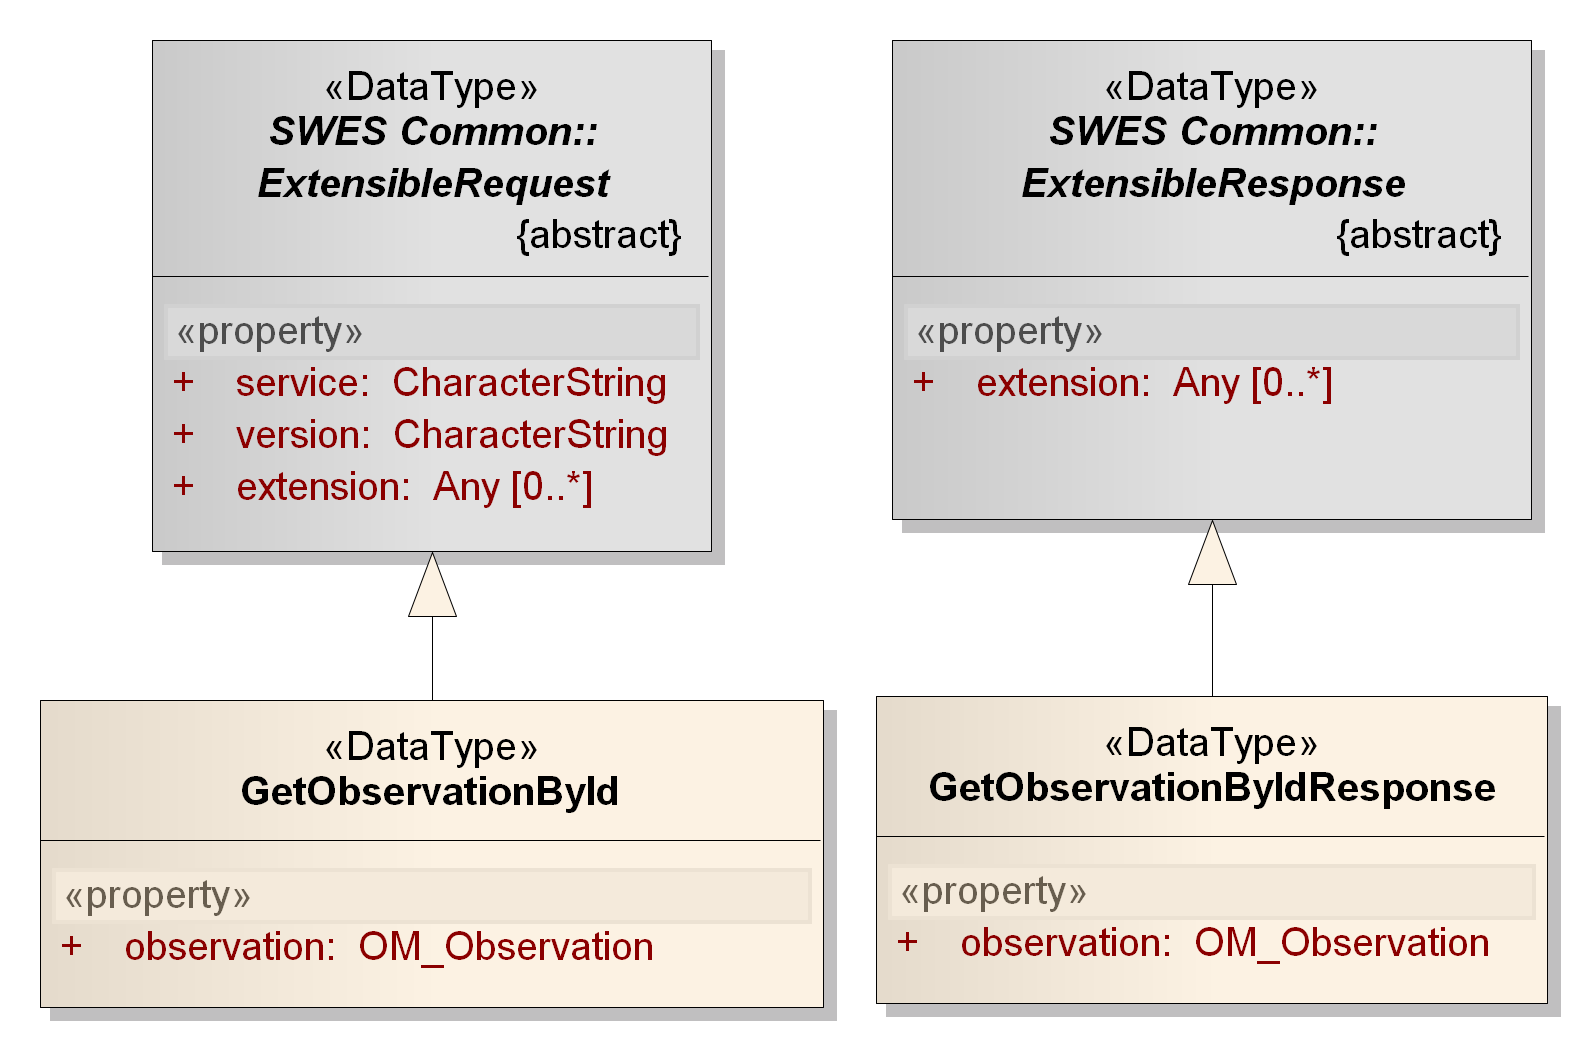 «DataType»
SWES Common::
ExtensibleRequest
{abstract}
«property»
+ service: CharacterString
+ version: CharacterString
+ extension: Any [0..*]
«DataType»
SWES Common::
ExtensibleResponse
{abstract}
«property»
+ extension: Any [0..*]
«DataType»
GetObservationById
«property»
+ observation: OM_Observation
«DataType»
GetObservationByIdResponse
«property»
+ observation: OM_Observation